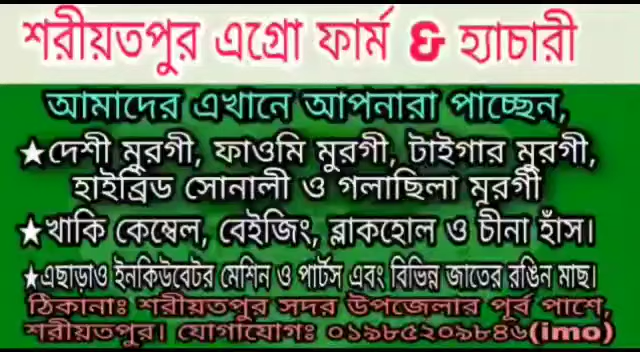 শরীয়তপুর এগ্রো ফার্ম & হ্যাচারী
আমাদের এখানে আপনারা পাচ্ছেন,
★দেশী মুরগী, ফাওমি মুরগী, টাইগার মুরগী,
হাইব্রিড সোনালী ও গলাছিলা মুরগী
★খাকি কেম্বেল, বেইজিং, ব্লাকহোল ও চীনা হাঁস।
★এছাড়াও ইনকিউবেটর মেশিন ও পার্টস এবং বিভিন্ন জাতের রঙিন মাছ।
ঠিকানাঃ শরীয়তপুর সদর উপজেলার পূর্ব পাশে,
শরীয়তপুর। যোগাযোগঃ ০১৯৮৫২০৯৮৪৬(imo)